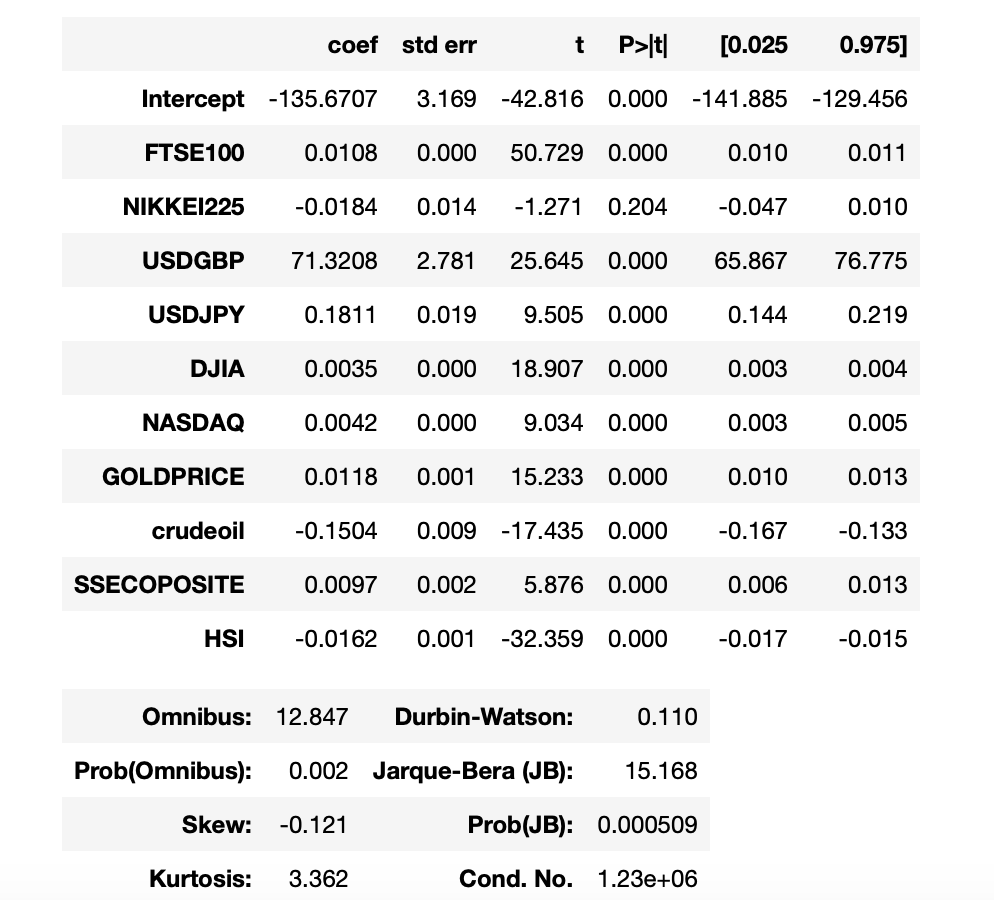 coef std err t P>|t| [0.025 0.975]
Intercept -135.6707 3.169 -42.816 0.000 -141.885 -129.456
FTSE100 0.0108 0.000 50.729 0.000 0.010 0.011
NIKKEI225 -0.0184 0.014 -1.271 0.204 -0.047 0.010
USDGBP 71.3208 2.781 25.645 0.000 65.867 76.775
USDJPY 0.1811 0.019 9.505 0.000 0.144 0.219
DJIA 0.0035 0.000 18.907 0.000 0.003 0.004
NASDAQ 0.0042 0.000 9.034 0.000 0.003 0.005
GOLDPRICE 0.0118 0.001 15.233 0.000 0.010 0.013
crudeoil -0.1504 0.009 -17.435 0.000 -0.167 -0.133
SSECOPOSITE 0.0097 0.002 5.876 0.000 0.006 0.013
HSI -0.0162 0.001 -32.359 0.000 -0.017 -0.015
Omnibus: 12.847 Durbin-Watson: 0.110
Prob(Omnibus): 0.002 Jarque-Bera (JB): 15.168
Skew: -0.121 Prob(JB): 0.000509
Kurtosis: 3.362 Cond. No. 1.23e+06